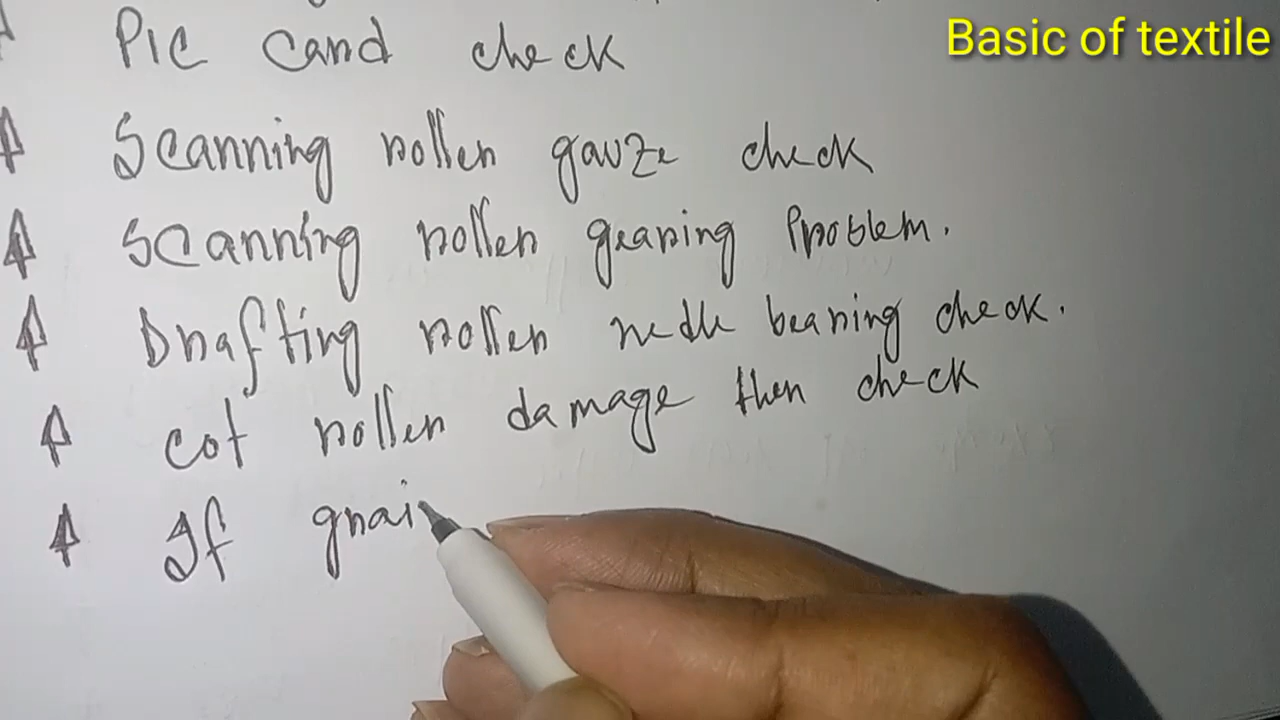 Basic of textile
PIC Card check
Scanning roller gauze check
Scanning roller gearing Problem.
Drafting roller nedle bearing check.
cot roller damage then check
If grai